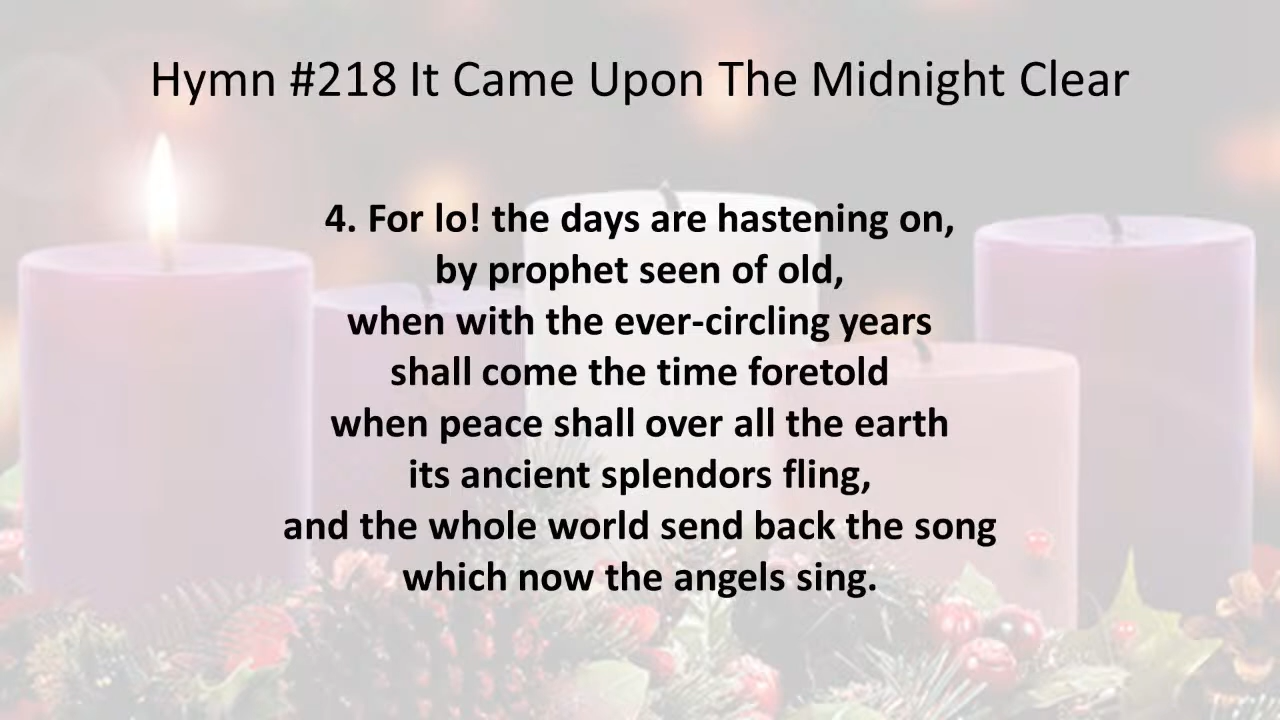 Hymn #218 It Came Upon The Midnight Clear
4. For lo! the days are hastening on,
by prophet seen of old,
when with the ever-circling years
shall come the time foretold
when peace shall over all the earth
its ancient splendors fling,
and the whole world send back the song
which now the angels sing.